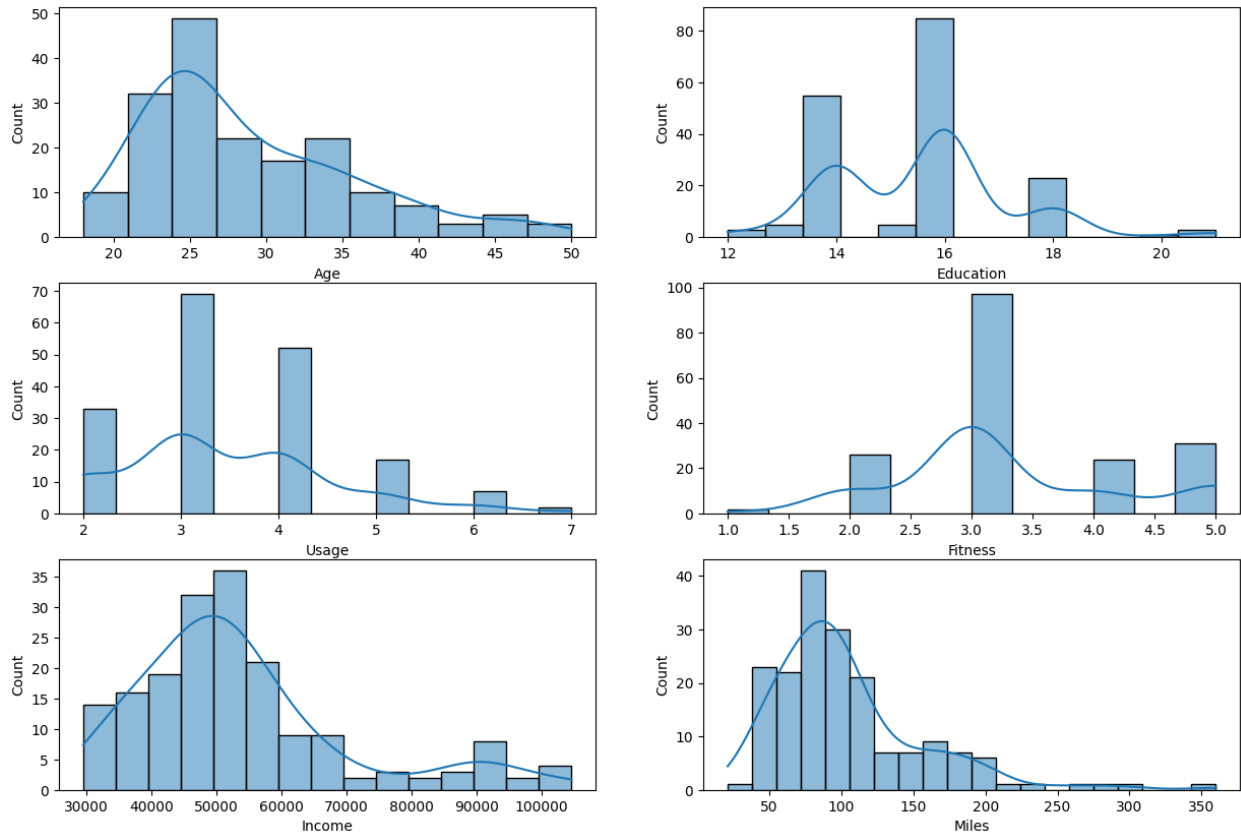 50
40
30
20
10
0
Count
20 25 30 35 40 45 50
Age
80
60
40
20
0
Count
12 14 16 18 20
Education
70
60
50
40
30
20
10
0
Count
2 3 4 5 6 7
Usage
100
80
60
40
20
0
Count
1.0 1.5 2.0 2.5 3.0 3.5 4.0 4.5 5.0
Fitness
35
30
25
20
15
10
5
0
Count
30000 40000 50000 60000 70000 80000 90000 100000
Income
40
30
20
10
0
Count
50 100 150 200 250 300 350
Miles